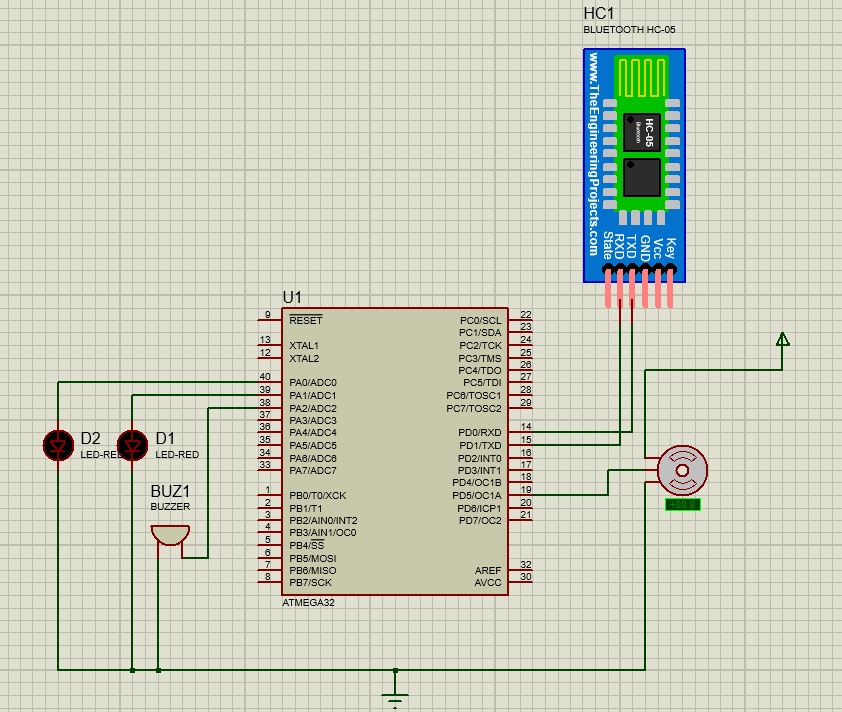 HC1
BLUETOOTH HC-05
www.TheEngineeringProjects.com
HC-05
Bluetooth
State
RXD
TXD
GND
Vcc
Key
U1
9 RESET
13 XTAL1
12 XTAL2
40 PA0/ADC0
39 PA1/ADC1
38 PA2/ADC2
37 PA3/ADC3
36 PA4/ADC4
35 PA5/ADC5
34 PA6/ADC6
33 PA7/ADC7
1 PB0/T0/XCK
2 PB1/T1
3 PB2/AIN0/INT2
4 PB3/AIN1/OC0
5 PB4/SS
6 PB5/MOSI
7 PB6/MISO
8 PB7/SCK
PC0/SCL 22
PC1/SDA 23
PC2/TCK 24
PC3/TMS 25
PC4/TDO 26
PC5/TDI 27
PC6/TOSC1 28
PC7/TOSC2 29
PD0/RXD 14
PD1/TXD 15
PD2/INT0 16
PD3/INT1 17
PD4/OC1B 18
PD5/OC1A 19
PD6/ICP1 20
PD7/OC2 21
AREF 32
AVCC 30
ATMEGA32
D2
LED-RED
D1
LED-RED
BUZ1
BUZZER